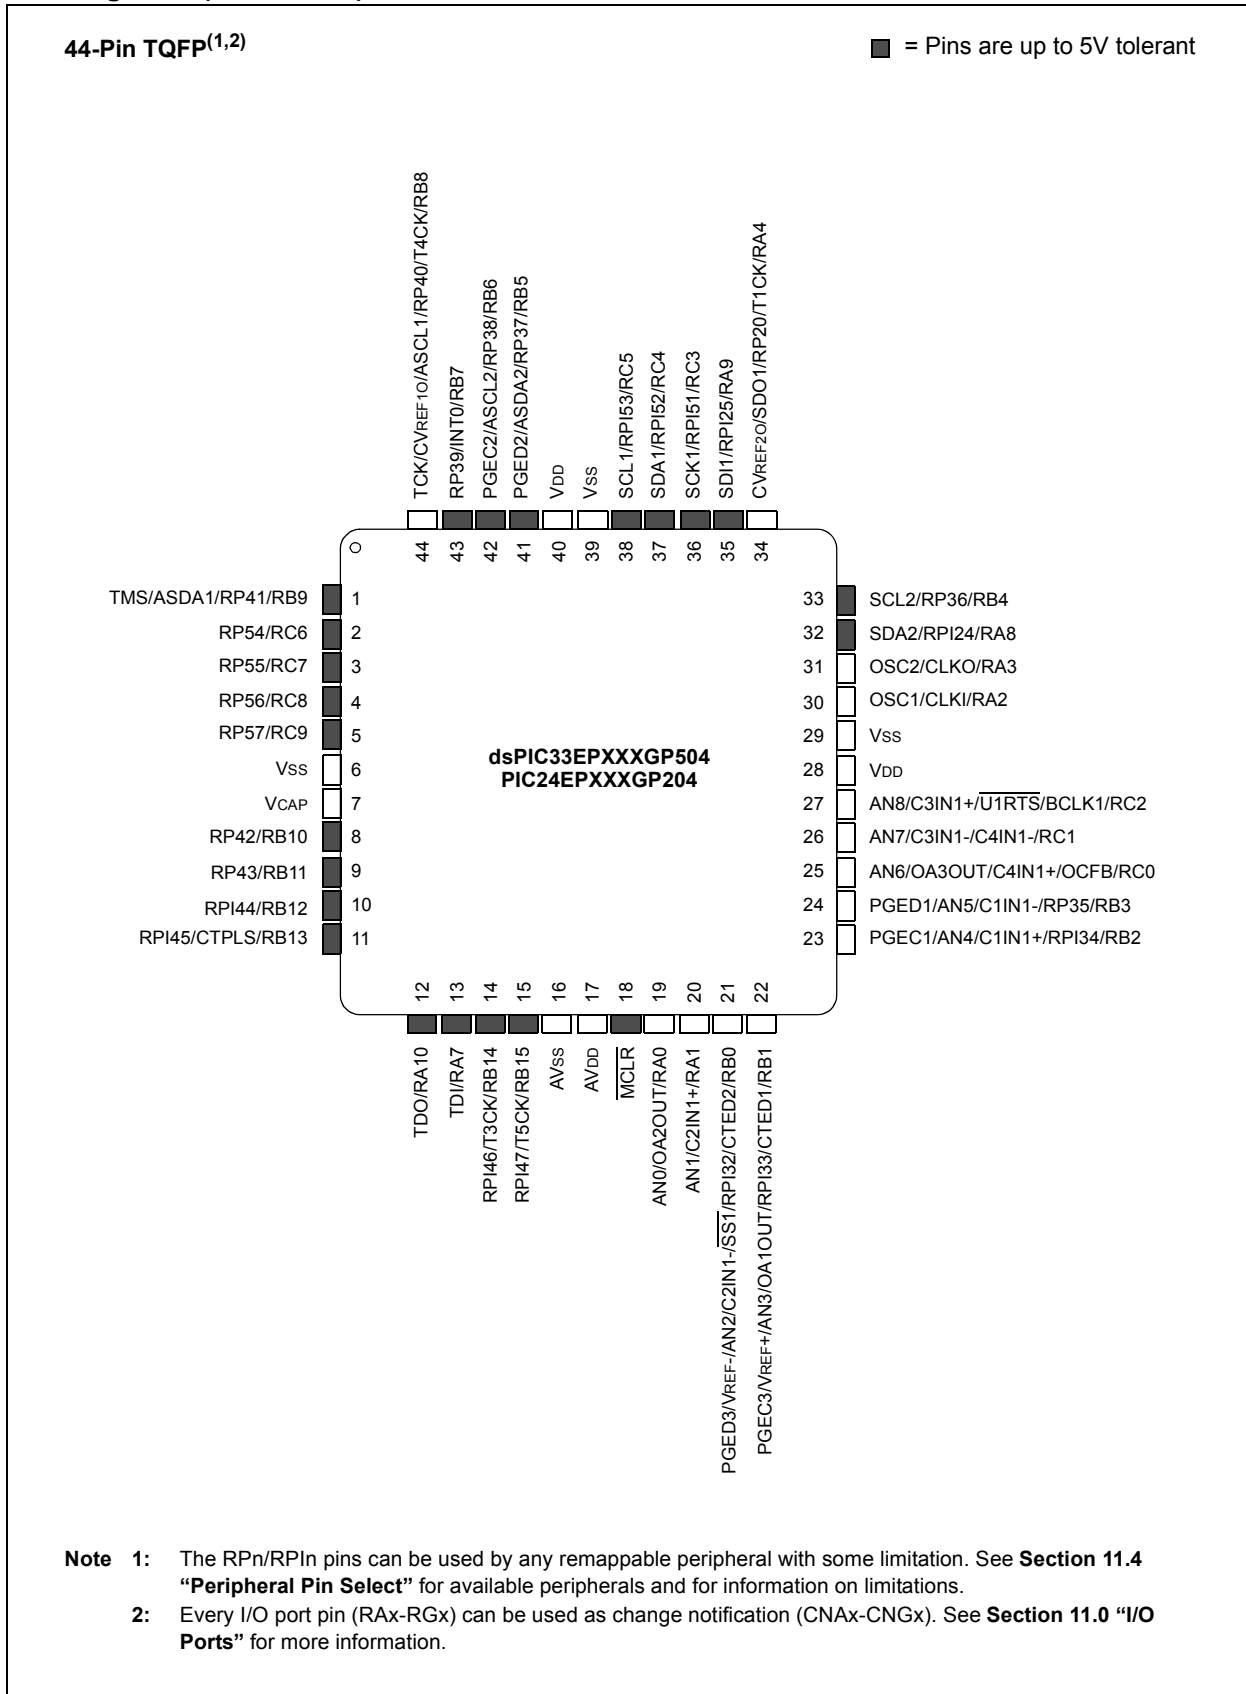 44-Pin TQFP(1,2)
= Pins are up to 5V tolerant
TCK/CVREF1O/ASCL1/RP40/T4CK/RB8
RP39/INT0/RB7
PGEC2/ASCL2/RP38/RB6
PGED2/ASDA2/RP37/RB5
VDD
VSS
SCL1/RPI53/RC5
SDA1/RPI52/RC4
SCK1/RPI51/RC3
SDI1/RPI25/RA9
CVREF2O/SDO1/RP20/T1CK/RA4
44 43 42 41 40 39 38 37 36 35 34
TMS/ASDA1/RP41/RB9 1
RP54/RC6 2
RP55/RC7 3
RP56/RC8 4
RP57/RC9 5
VSS 6
VCAP 7
RP42/RB10 8
RP43/RB11 9
RPI44/RB12 10
RPI45/CTPLS/RB13 11
dsPIC33EPXXXGP504
PIC24EPXXXGP204
33 SCL2/RP36/RB4
32 SDA2/RPI24/RA8
31 OSC2/CLKO/RA3
30 OSC1/CLKI/RA2
29 VSS
28 VDD
27 AN8/C3IN1+/U1RTS/BCLK1/RC2
26 AN7/C3IN1-/C4IN1-/RC1
25 AN6/OA3OUT/C4IN1+/OCFB/RC0
24 PGED1/AN5/C1IN1-/RP35/RB3
23 PGEC1/AN4/C1IN1+/RPI34/RB2
12 13 14 15 16 17 18 19 20 21 22
TDO/RA10
TDI/RA7
RPI46/T3CK/RB14
RPI47/T5CK/RB15
AVSS
AVDD
MCLR
AN0/OA2OUT/RA0
AN1/C2IN1+/RA1
PGED3/VREF-/AN2/C2IN1-/SS1/RPI32/CTED2/RB0
PGEC3/VREF+/AN3/OA1OUT/RPI33/CTED1/RB1
Note 1: The RPn/RPIn pins can be used by any remappable peripheral with some limitation. See Section 11.4
“Peripheral Pin Select” for available peripherals and for information on limitations.
2: Every I/O port pin (RAx-RGx) can be used as change notification (CNAx-CNGx). See Section 11.0 “I/O
Ports” for more information.